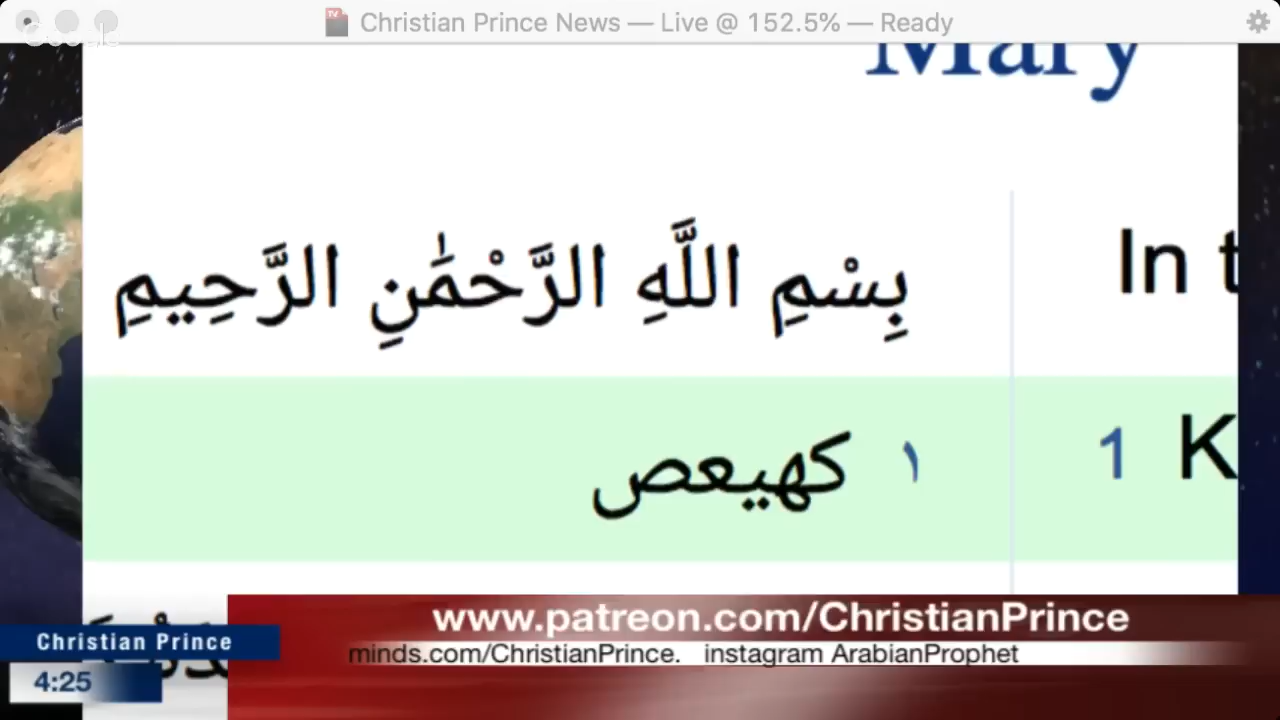 Christian Prince News — Live @ 152.5% — Ready
Google
Mary
بِسْمِ اللَّهِ الرَّحْمَٰنِ الرَّحِيمِ
In t
١ كهيعص
1 K
www.patreon.com/ChristianPrince
Christian Prince
minds.com/ChristianPrince. instagram ArabianProphet
4:25